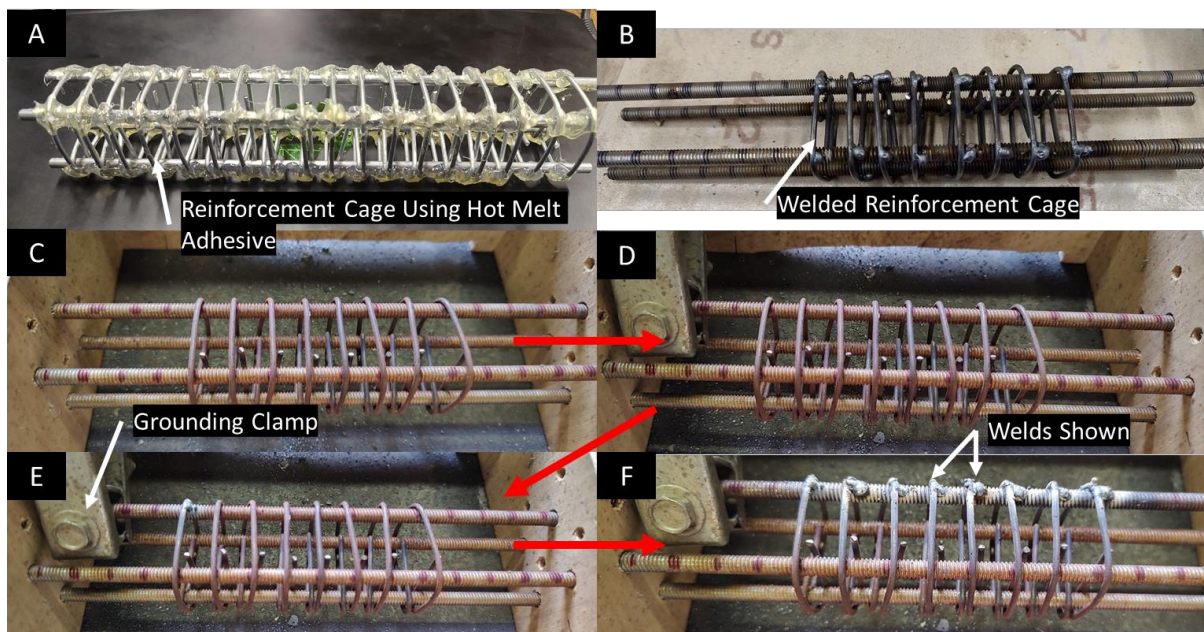 A
B
Reinforcement Cage Using Hot Melt
Adhesive
Welded Reinforcement Cage
C
D
Grounding Clamp
Welds Shown
E
F